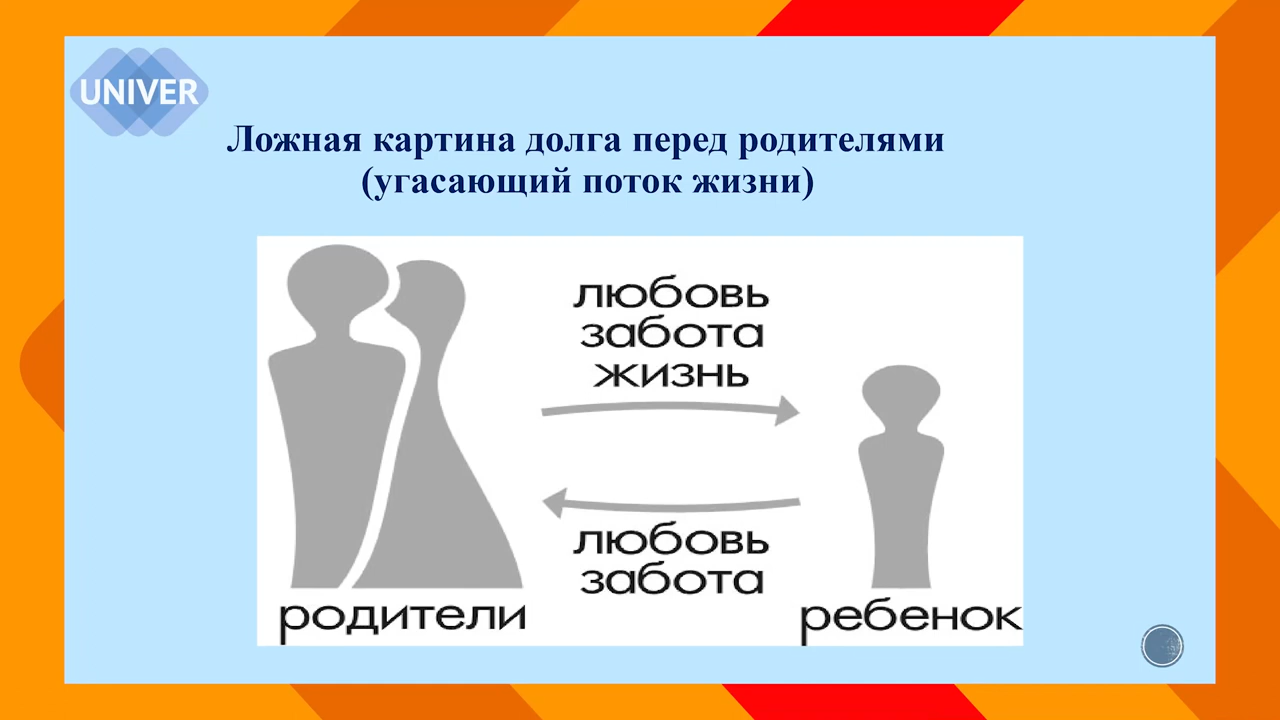 UNIVER
Ложная картина долга перед родителями
(угасающий поток жизни)
любовь
забота
жизнь
любовь
забота
родители
ребенок